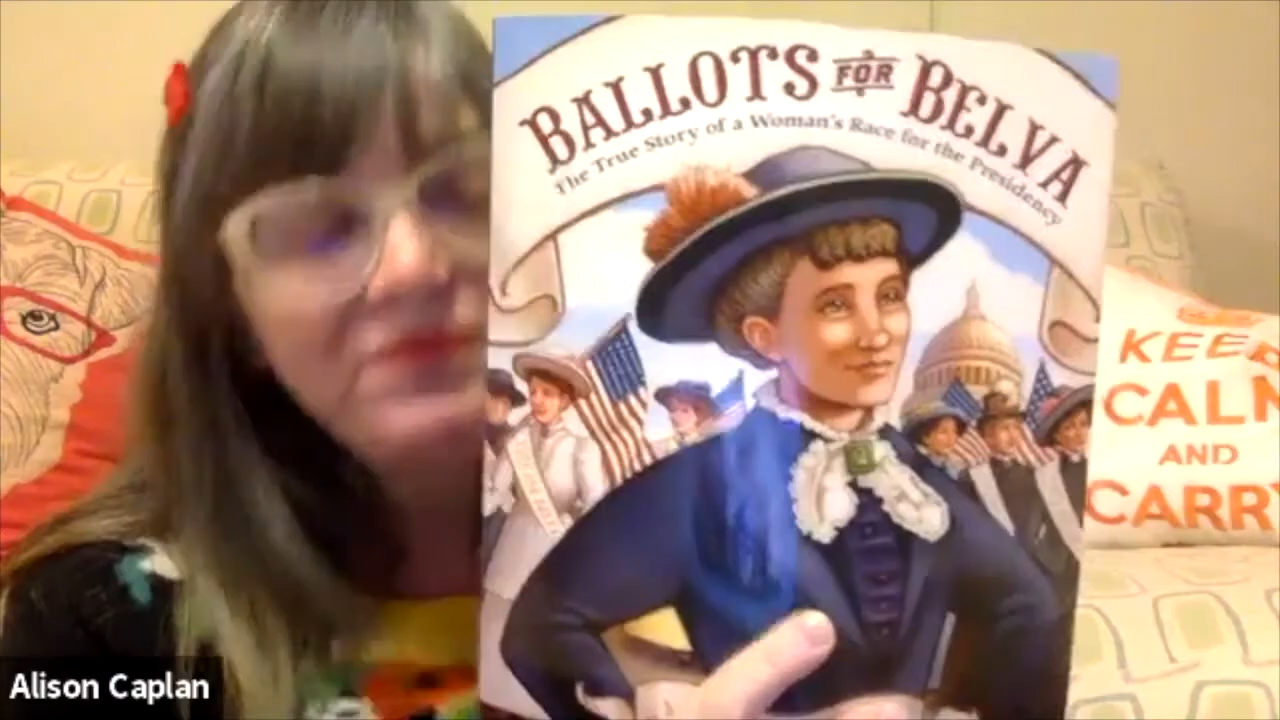 BALLOTS FOR BELVA
The True Story of a Woman's Race for the Presidency
KEEP
CALM
AND
CARRY
Alison Caplan